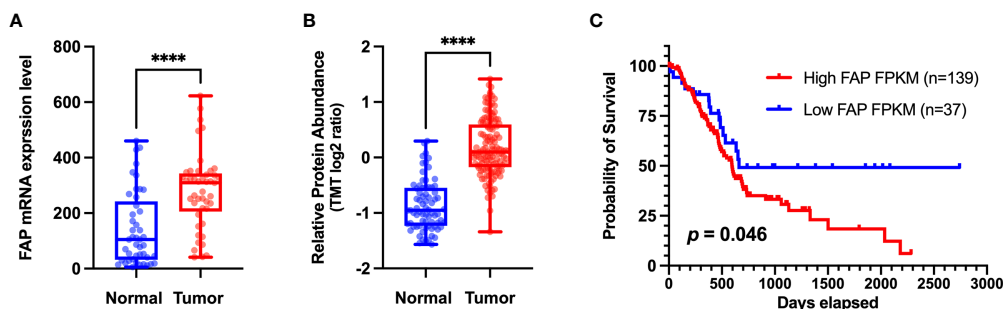 A
FAP mRNA exprssion level
800
600
400
200
0
****
Normal
Tumor
B
Relative Protein Abundance
(TMT log2 ratio)
2
1
0
-1
-2
****
Normal
Tumor
C
Probability of Survival
100
75
50
25
0
High FAP FPKM (n=139)
Low FAP FPKM (n=37)
p = 0.046
0
500
1000
1500
2000
2500
3000
Days elapsed